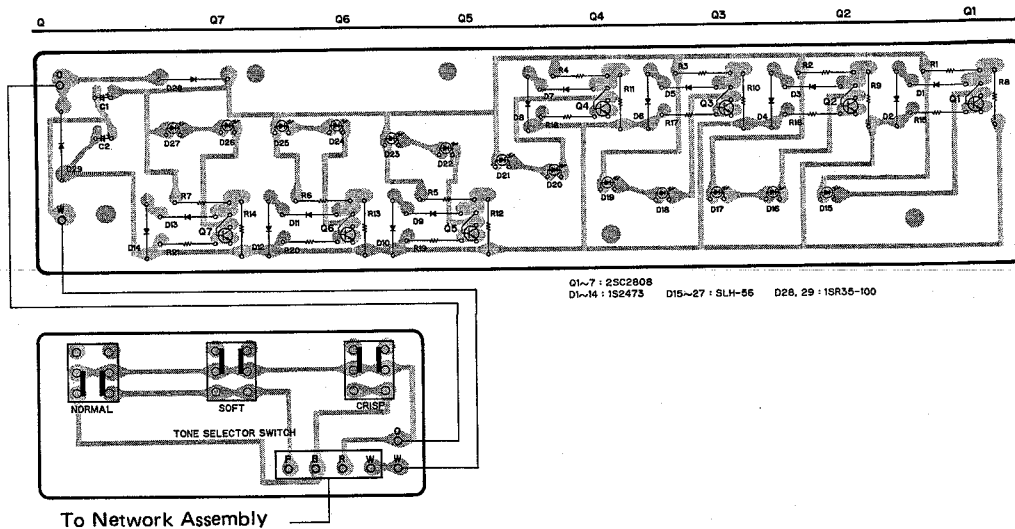 Q Q7 Q6 Q5 Q4 Q3 Q2 Q1
O D28 C1 C2 D29 W
D27 D26 D25 D24 D23 D22 D21 D20 D19 D18 D17 D16 D15
R4 R3 R2 R1
D7 R11 D5 R10 D3 R9 D1 R8
Q4 Q3 Q2 Q1
D8 R18 D6 R17 D4 R16 D2 R15
R7 R6 R5
D13 R14 D11 R13 D9 R12
Q7 Q6 Q5
D14 R21 D12 R20 D10 R19
Q1~7 : 2SC2808
D1~14 : 1S2473 D15~27 : SLH-56 D28, 29 : 1SR35-100
NORMAL SOFT CRISP
TONE SELECTOR SWITCH
O
P B R W W
To Network Assembly